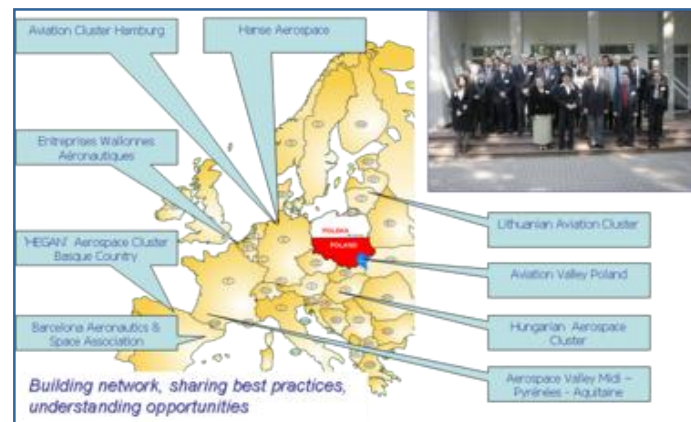 Aviation Cluster Hamburg
Hanse Aerospace
Entreprises Wallonnes
Aéronautiques
'HEGAN' Aerospace Cluster
Basque Country
Barcelona Aeronautics &
Space Association
POLSKA
POLAND
Lithuanian Aviation Cluster
Aviation Valley Poland
Hungarian Aerospace
Cluster
Aerospace Valley Midi –
Pyrénées - Aquitaine
Building network, sharing best practices,
understanding opportunities